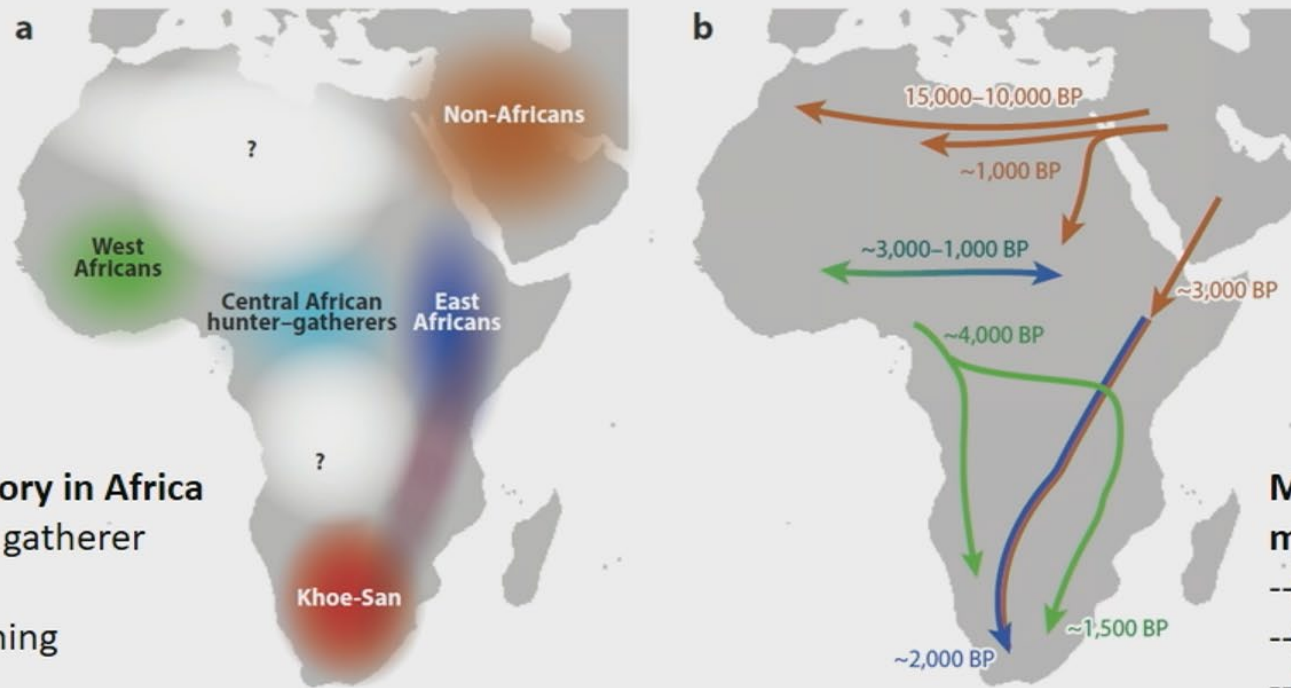 a
Non-Africans
?
West
Africans
Central African
hunter–gatherers
East
Africans
?
ory in Africa
gatherer
Khoe-San
ning
b
15,000–10,000 BP
~1,000 BP
~3,000–1,000 BP
~3,000 BP
~4,000 BP
~1,500 BP
~2,000 BP
M
m
--
--